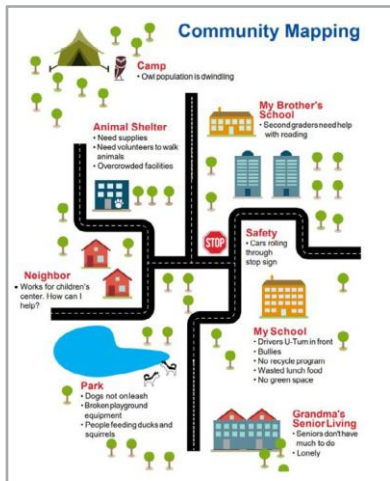 Community Mapping
Camp
• Owl population is dwindling
My Brother's
School
• Second graders need help
with reading
Animal Shelter
• Need supplies
• Need volunteers to walk
animals
• Overcrowded facilities
STOP
Safety
• Cars rolling
through
stop sign
Neighbor
• Works for children's
center. How can I
help?
My School
• Drivers U-Turn in front
• Bullies
• No recycle program
• Wasted lunch food
• No green space
Park
• Dogs not on leash
• Broken playground
equipment
• People feeding ducks and
squirrels
Grandma's
Senior Living
• Seniors don't have
much to do
• Lonely